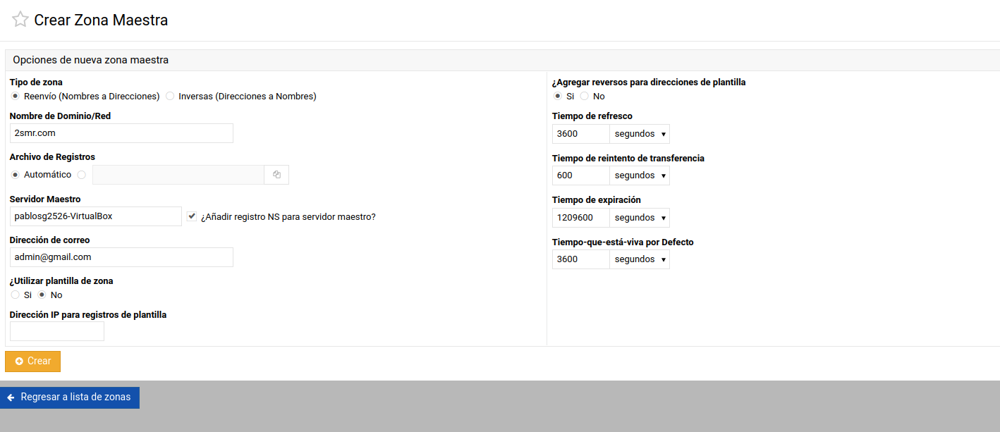 Crear Zona Maestra
Opciones de nueva zona maestra
Tipo de zona
Reenvío (Nombres a Direcciones) Inversas (Direcciones a Nombres)
Nombre de Dominio/Red
2smr.com
Archivo de Registros
Automático
Servidor Maestro
pablosg2526-VirtualBox ¿Añadir registro NS para servidor maestro?
Dirección de correo
admin@gmail.com
¿Utilizar plantilla de zona
Si No
Dirección IP para registros de plantilla
¿Agregar reversos para direcciones de plantilla
Si No
Tiempo de refresco
3600 segundos
Tiempo de reintento de transferencia
600 segundos
Tiempo de expiración
1209600 segundos
Tiempo-que-está-viva por Defecto
3600 segundos
Crear
Regresar a lista de zonas